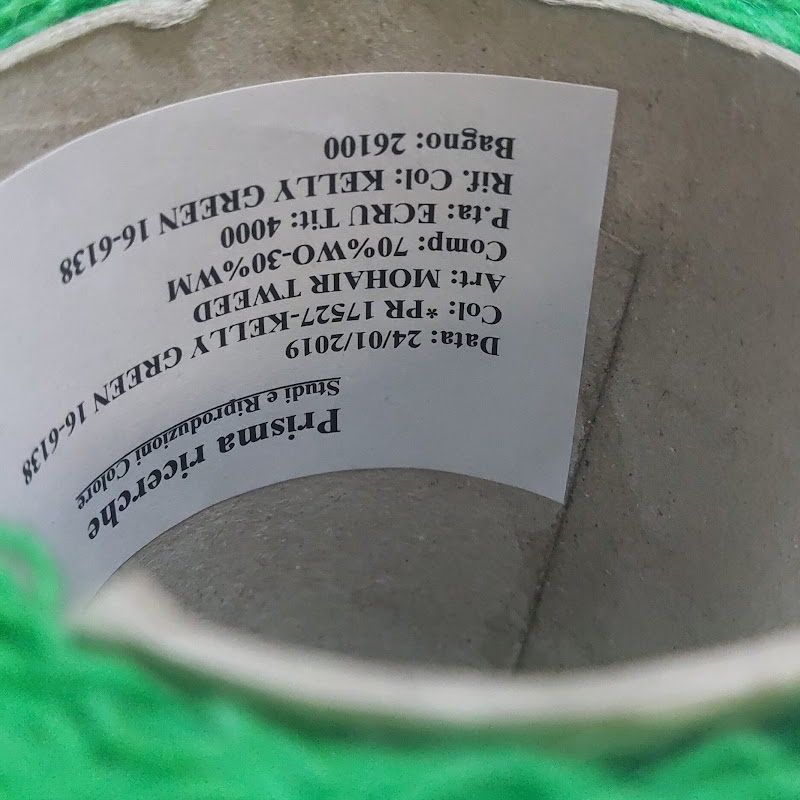 Prisma ricerche
Studi e Riproduzioni Colore
Data: 24/01/2019
Col: *PR 17527-KELLY GREEN 16-6138
Art: MOHAIR TWEED
Comp: 70%WO-30%WM
P.ta: ECRU Tit: 4000
Rif. Col: KELLY GREEN 16-6138
Bagno: 26100